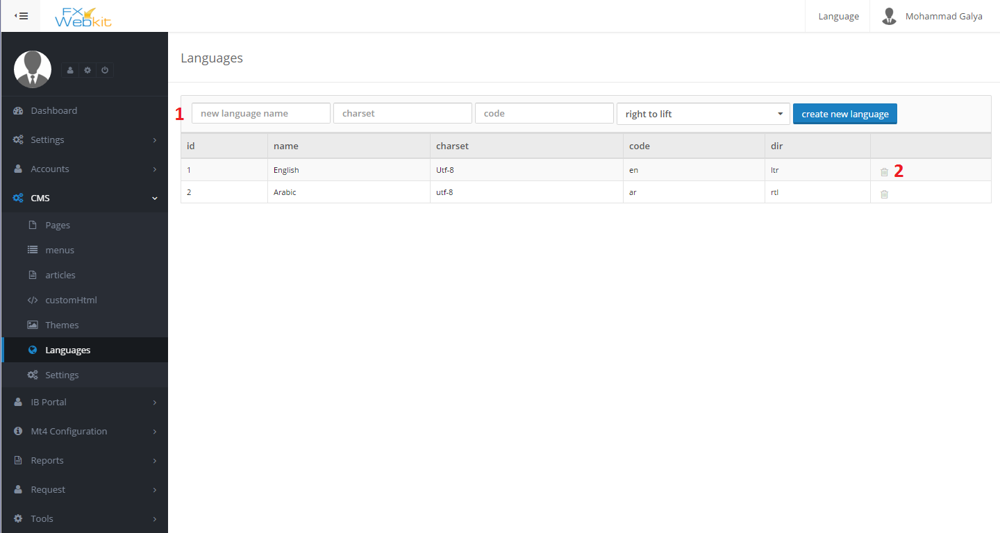 FX
Webkit
Language
Mohammad Galya
Dashboard
Settings
Accounts
CMS
Pages
menus
articles
customHtml
Themes
Languages
Settings
IB Portal
Mt4 Configuration
Reports
Request
Tools
Languages
1 new language name charset code right to lift create new language
id name charset code dir
1 English Utf-8 en ltr 2
2 Arabic utf-8 ar rtl